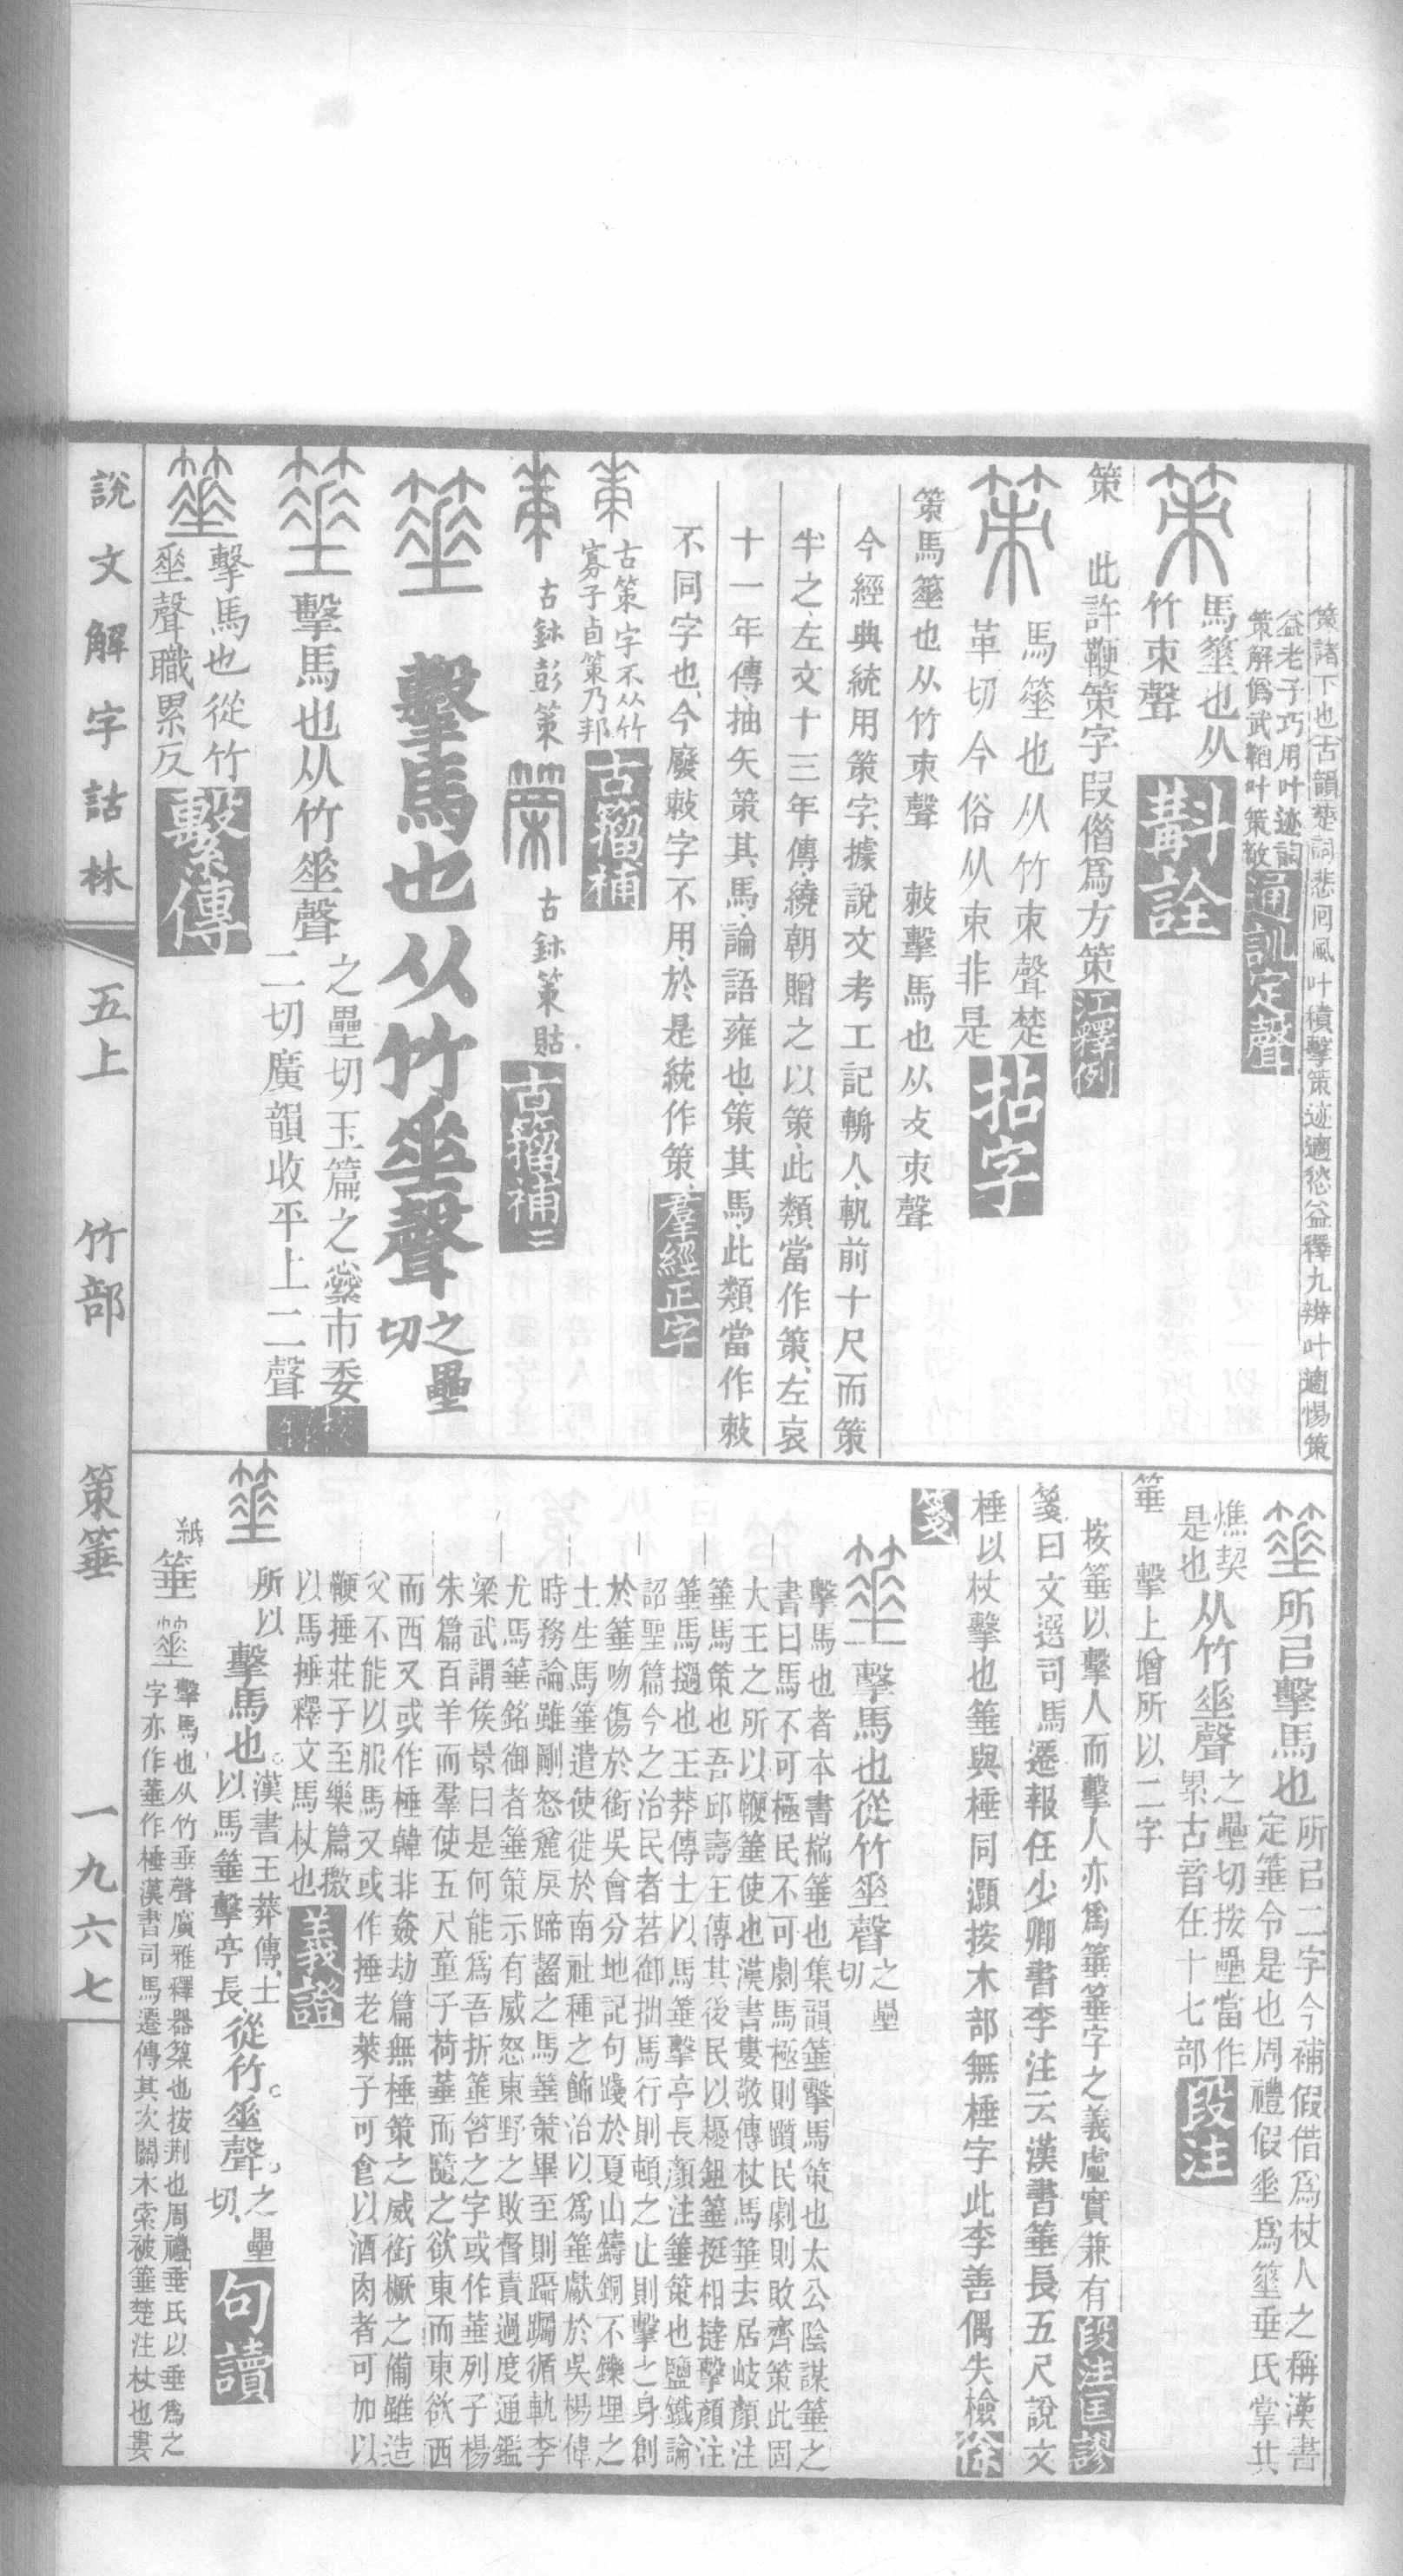 策諸下也古韻楚詞悲囘風叶積擊策迹適愁益釋九辨叶適惕策
益老子巧用叶迹謫
策解爲武韜叶策敵通訓定聲
馬箠也从
竹朿聲
斠詮
策 此許鞭策字叚僭爲方策江釋例
馬箠也从竹朿聲楚
革切今俗从束非是
拈字
策馬箠也从竹朿聲 敕擊馬也从攴朿聲
今經典統用策字據說文考工記輈人軓前十尺而策
半之左文十三年傳繞朝贈之以策此類當作策左哀
十一年傳抽矢策其馬論語雍也策其馬此類當作敕
不同字也今廢敕字不用於是統作策羣經正字
古策字不从竹
寡子卣策乃邦
古籀補
古鉥彭策
古鉥策𧵑
古籀補二
擊馬也从竹𡍮聲之壘切
擊馬也从竹𡍮聲
之壘切玉篇之縈市委
二切廣韻收平上二聲
校錄
擊馬也從竹
𡍮聲職累反
繫傳
說文解字詁林
五上 竹部 策箠 一九六七
所㠯擊馬也
所㠯二字今補假借爲杖人之稱漢書
定箠令是也周禮假𡍮爲箠垂氏掌共
燋契
是也
从竹𡍮聲
之壘切按壘當作
累古音在十七部
段注
箠 擊上增所以二字
按箠以擊人而擊人亦爲箠箠字之義虛實兼有段注匡謬
箋曰文選司馬遷報任少卿書李注云漢書箠長五尺說文
棰以杖擊也箠與棰同灝按木部無棰字此李善偶失檢徐
箋
擊馬也從竹𡍮聲之壘切
擊馬也者本書檛箠也集韻箠擊馬策也太公陰謀箠之
書曰馬不可極民不可劇馬極則躓民劇則敗齊策此固
大王之所以鞭箠使也漢書婁敬傳杖馬箠去居岐顏注
箠馬策也吾邱壽王傳其後民以耰鉏箠挺相撻擊顏注
箠馬撾也王莽傳士以馬箠擊亭長顏注箠策也鹽鐵論
詔聖篇今之治民者若御拙馬行則頓之止則擊之身創
於箠吻傷於銜吳會分地記句踐於夏山鑄銅不鑠埋之
土生馬箠遣使徙於南社種之飾治以爲箠獻於吳楊偉
時務論雖剛怒麄戾蹄齧之馬箠策畢至則躡躅循軌李
尤馬箠銘御者箠策示有威怒東野之敗督責過度通鑑
梁武謂侯景曰是何能爲吾折箠笞之字或作菙列子楊
朱篇百羊而羣使五尺童子荷菙而隨之欲東而東欲西
而西又或作棰韓非姦劫篇無棰策之威銜橛之備雖造
父不能以服馬又或作捶老萊子可㑹以酒肉者可加以
鞭捶莊子至樂篇撽
以馬捶釋文馬杖也
義證
所以擊馬也
漢書王莽傳士
以馬箠擊亭長
從竹𡍮聲之壘切
句讀
紙 箠
擊馬也从竹垂聲廣雅釋器箠也按荆也周禮垂氏以垂爲之
字亦作菙作棰漢書司馬遷傳其次關木索被箠楚注杖也婁